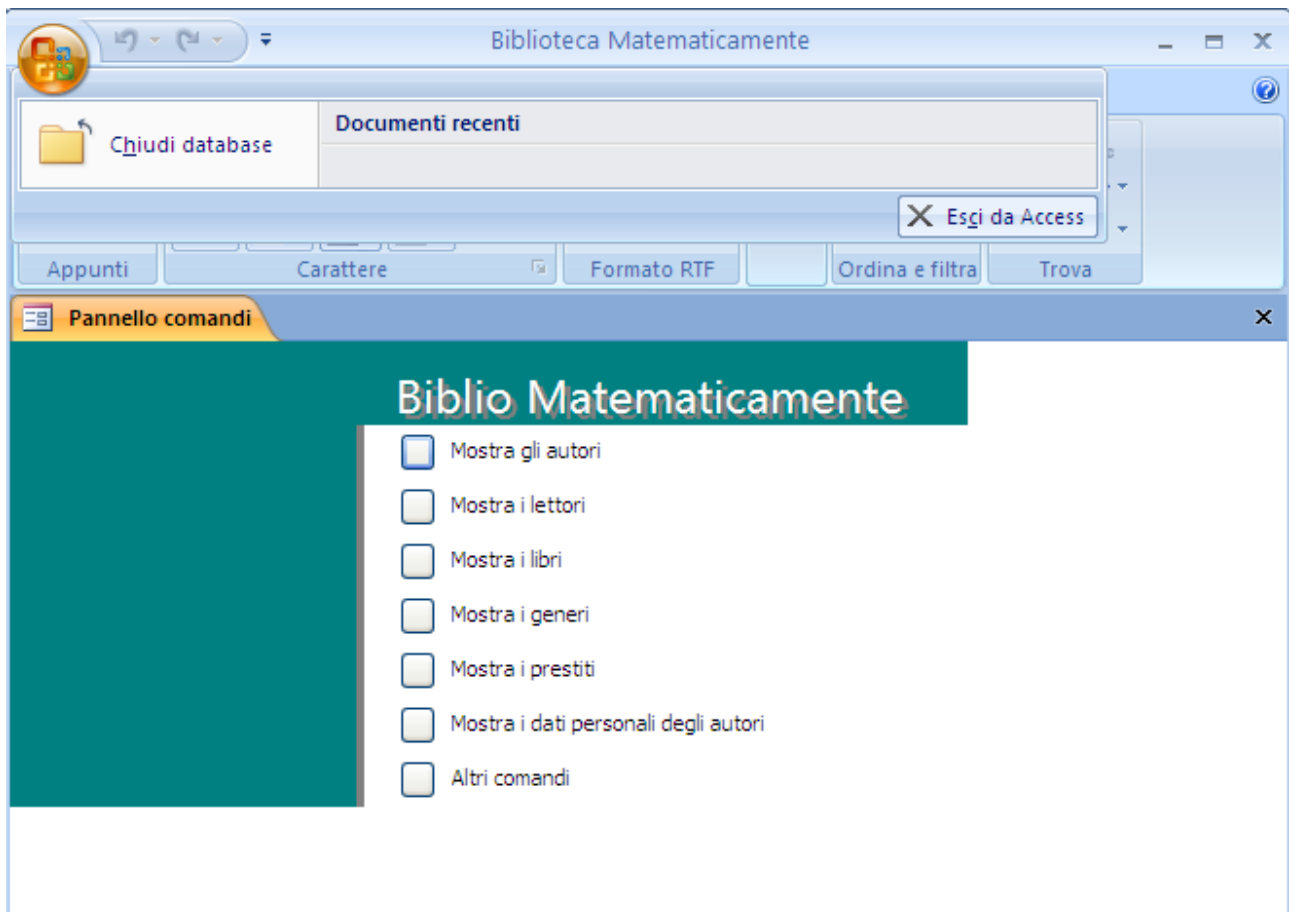 Biblioteca Matematicamente
Chiudi database
Documenti recenti
Esci da Access
Appunti
Carattere
Formato RTF
Ordina e filtra
Trova
Pannello comandi
Biblio Matematicamente
Mostra gli autori
Mostra i lettori
Mostra i libri
Mostra i generi
Mostra i prestiti
Mostra i dati personali degli autori
Altri comandi